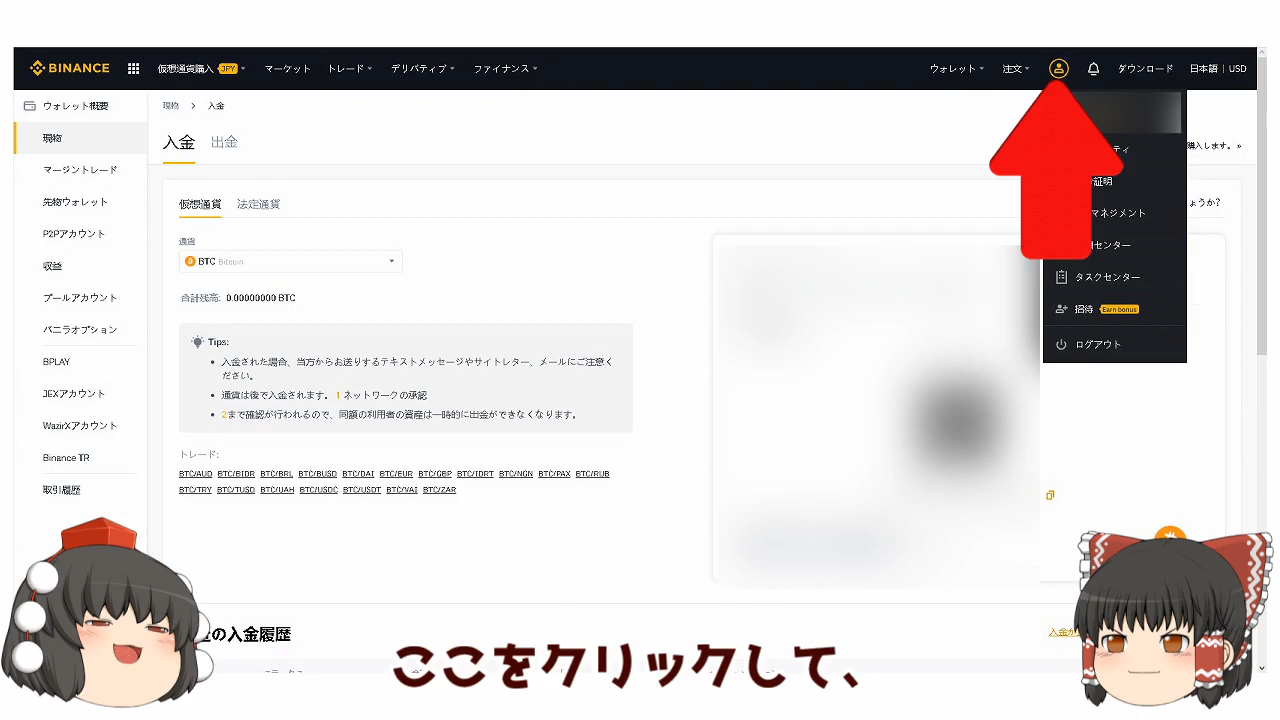 BINANCE 仮想通貨購入 JPY マーケット トレード デリバティブ ファイナンス ウォレット 注文 ダウンロード 日本語 USD
ウォレット概要
現物
マージントレード
先物ウォレット
P2Pアカウント
収益
プールアカウント
バニラオプション
BPLAY
JEXアカウント
WazirXアカウント
Binance TR
取引履歴
現物 > 入金
入金 出金
購入します。 »
仮想通貨 法定通貨
ょうか?
通貨
BTC Bitcoin
合計残高: 0.00000000 BTC
Tips:
• 入金された場合、当方からお送りするテキストメッセージやサイトレター、メールにご注意く
ださい。
• 通貨は後で入金されます。 1 ネットワークの承認
• 2まで確認が行われるので、同額の利用者の資産は一時的に出金ができなくなります。
トレード:
BTC/AUD BTC/BIDR BTC/BRL BTC/BUSD BTC/DAI BTC/EUR BTC/GBP BTC/IDRT BTC/NGN BTC/PAX BTC/RUB
BTC/TRY BTC/TUSD BTC/UAH BTC/USDC BTC/USDT BTC/VAI BTC/ZAR
ティ
証明
マネジメント
センター
タスクセンター
招待 Earn bonus
ログアウト
の入金履歴
入金が
ステータス
ここをクリックして、